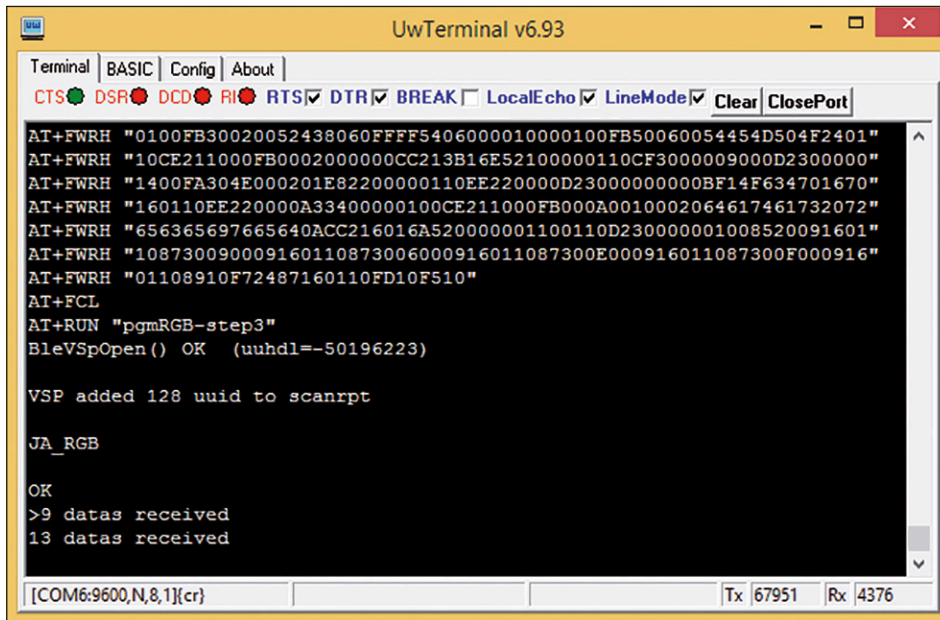 UwTerminal v6.93
Terminal BASIC Config About
CTS DSR DCD RI RTS DTR BREAK LocalEcho LineMode Clear ClosePort
AT+FWRH "0100FB30020052438060FFFF5406000010000100FB50060054454D504F2401"
AT+FWRH "10CE211000FB0002000000CC213B16E52100000110CF3000009000D2300000"
AT+FWRH "1400FA304E000201E82200000110EE220000D23000000000BF14F634701670"
AT+FWRH "160110EE220000A33400000100CE211000FB000A0010002064617461732072"
AT+FWRH "656365697665640ACC216016A520000001100110D230000001008520091601"
AT+FWRH "10873009000916011087300600091601108730​0E000916011087300F000916"
AT+FWRH "01108910F72487160110FD10F510"
AT+FCL
AT+RUN "pgmRGB-step3"
BleVSpOpen() OK (uuhdl=-50196223)
VSP added 128 uuid to scanrpt
JA_RGB
OK
>9 datas received
13 datas received
[COM6:9600,N,8,1]{cr} Tx 67951 Rx 4376